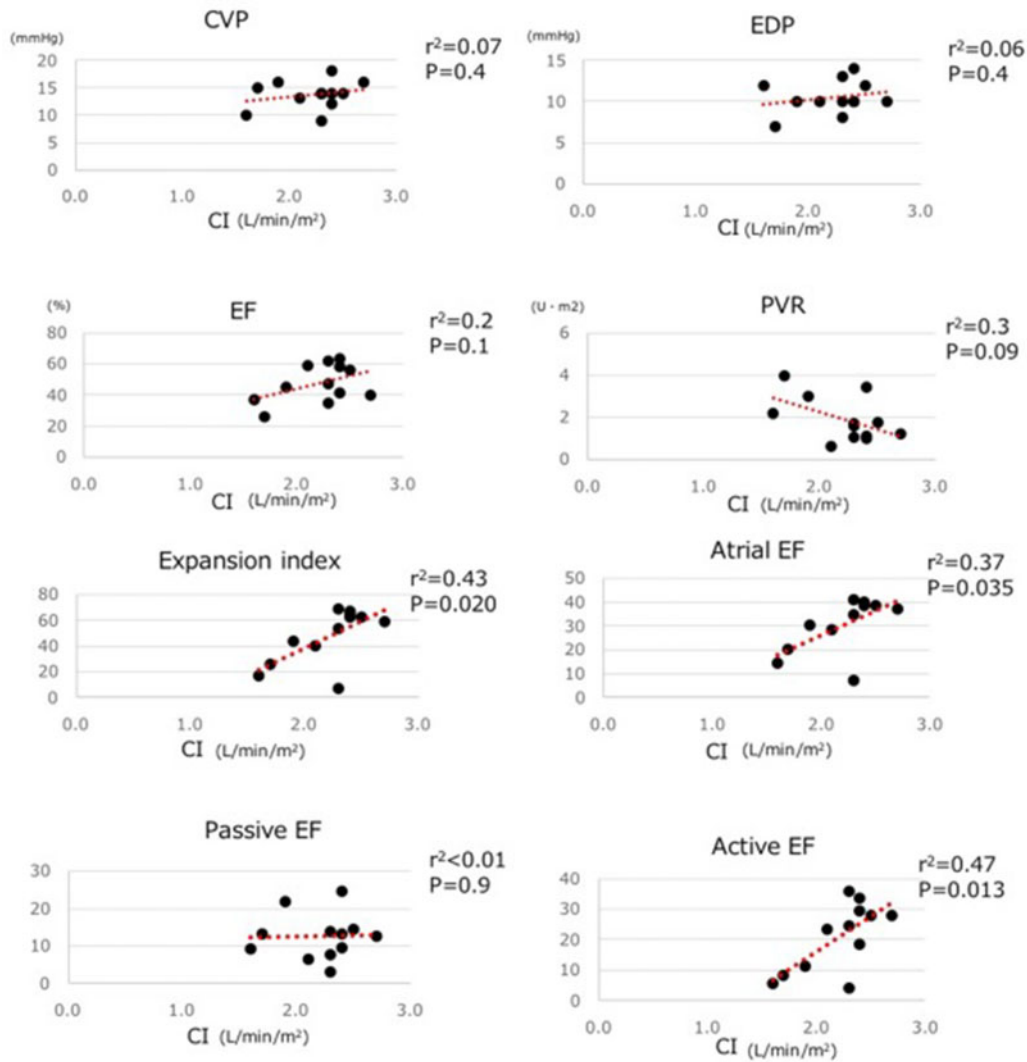 CVP
(mmHg)
r²=0.07
P=0.4
20
15
10
5
0
0.0 1.0 2.0 3.0
CI (L/min/m²)
EDP
(mmHg)
r²=0.06
P=0.4
15
10
5
0
0.0 1.0 2.0 3.0
CI (L/min/m²)
EF
(%)
r²=0.2
P=0.1
80
60
40
20
0
0.0 1.0 2.0 3.0
CI (L/min/m²)
PVR
(U · m2)
r²=0.3
P=0.09
6
4
2
0
0.0 1.0 2.0 3.0
CI (L/min/m²)
Expansion index
r²=0.43
P=0.020
80
60
40
20
0
0.0 1.0 2.0 3.0
CI (L/min/m²)
Atrial EF
r²=0.37
P=0.035
50
40
30
20
10
0
0.0 1.0 2.0 3.0
CI (L/min/m²)
Passive EF
r²<0.01
P=0.9
30
20
10
0
0.0 1.0 2.0 3.0
CI (L/min/m²)
Active EF
r²=0.47
P=0.013
40
30
20
10
0
0.0 1.0 2.0 3.0
CI (L/min/m²)